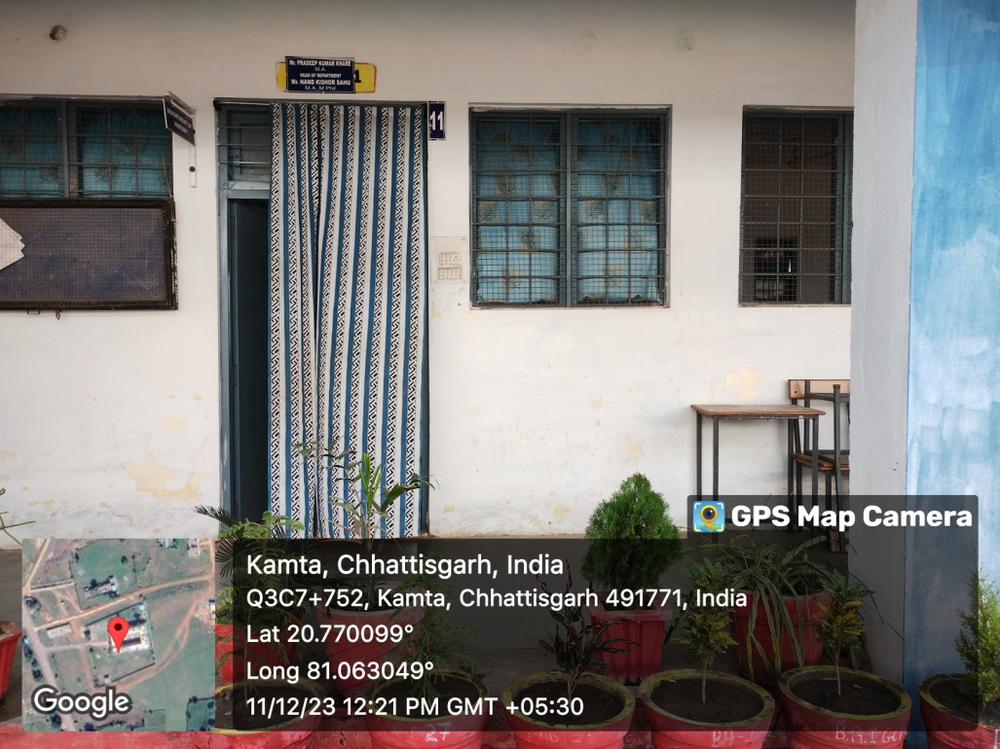 Mr. PRADEEP KUMAR KHARE
M.A.
HEAD OF DEPARTMENT
Mr. NAND KISHOR SAHU
M.A., M.Phil
1
11
GPS Map Camera
Kamta, Chhattisgarh, India
Q3C7+752, Kamta, Chhattisgarh 491771, India
Lat 20.770099°
Long 81.063049°
11/12/23 12:21 PM GMT +05:30
Google